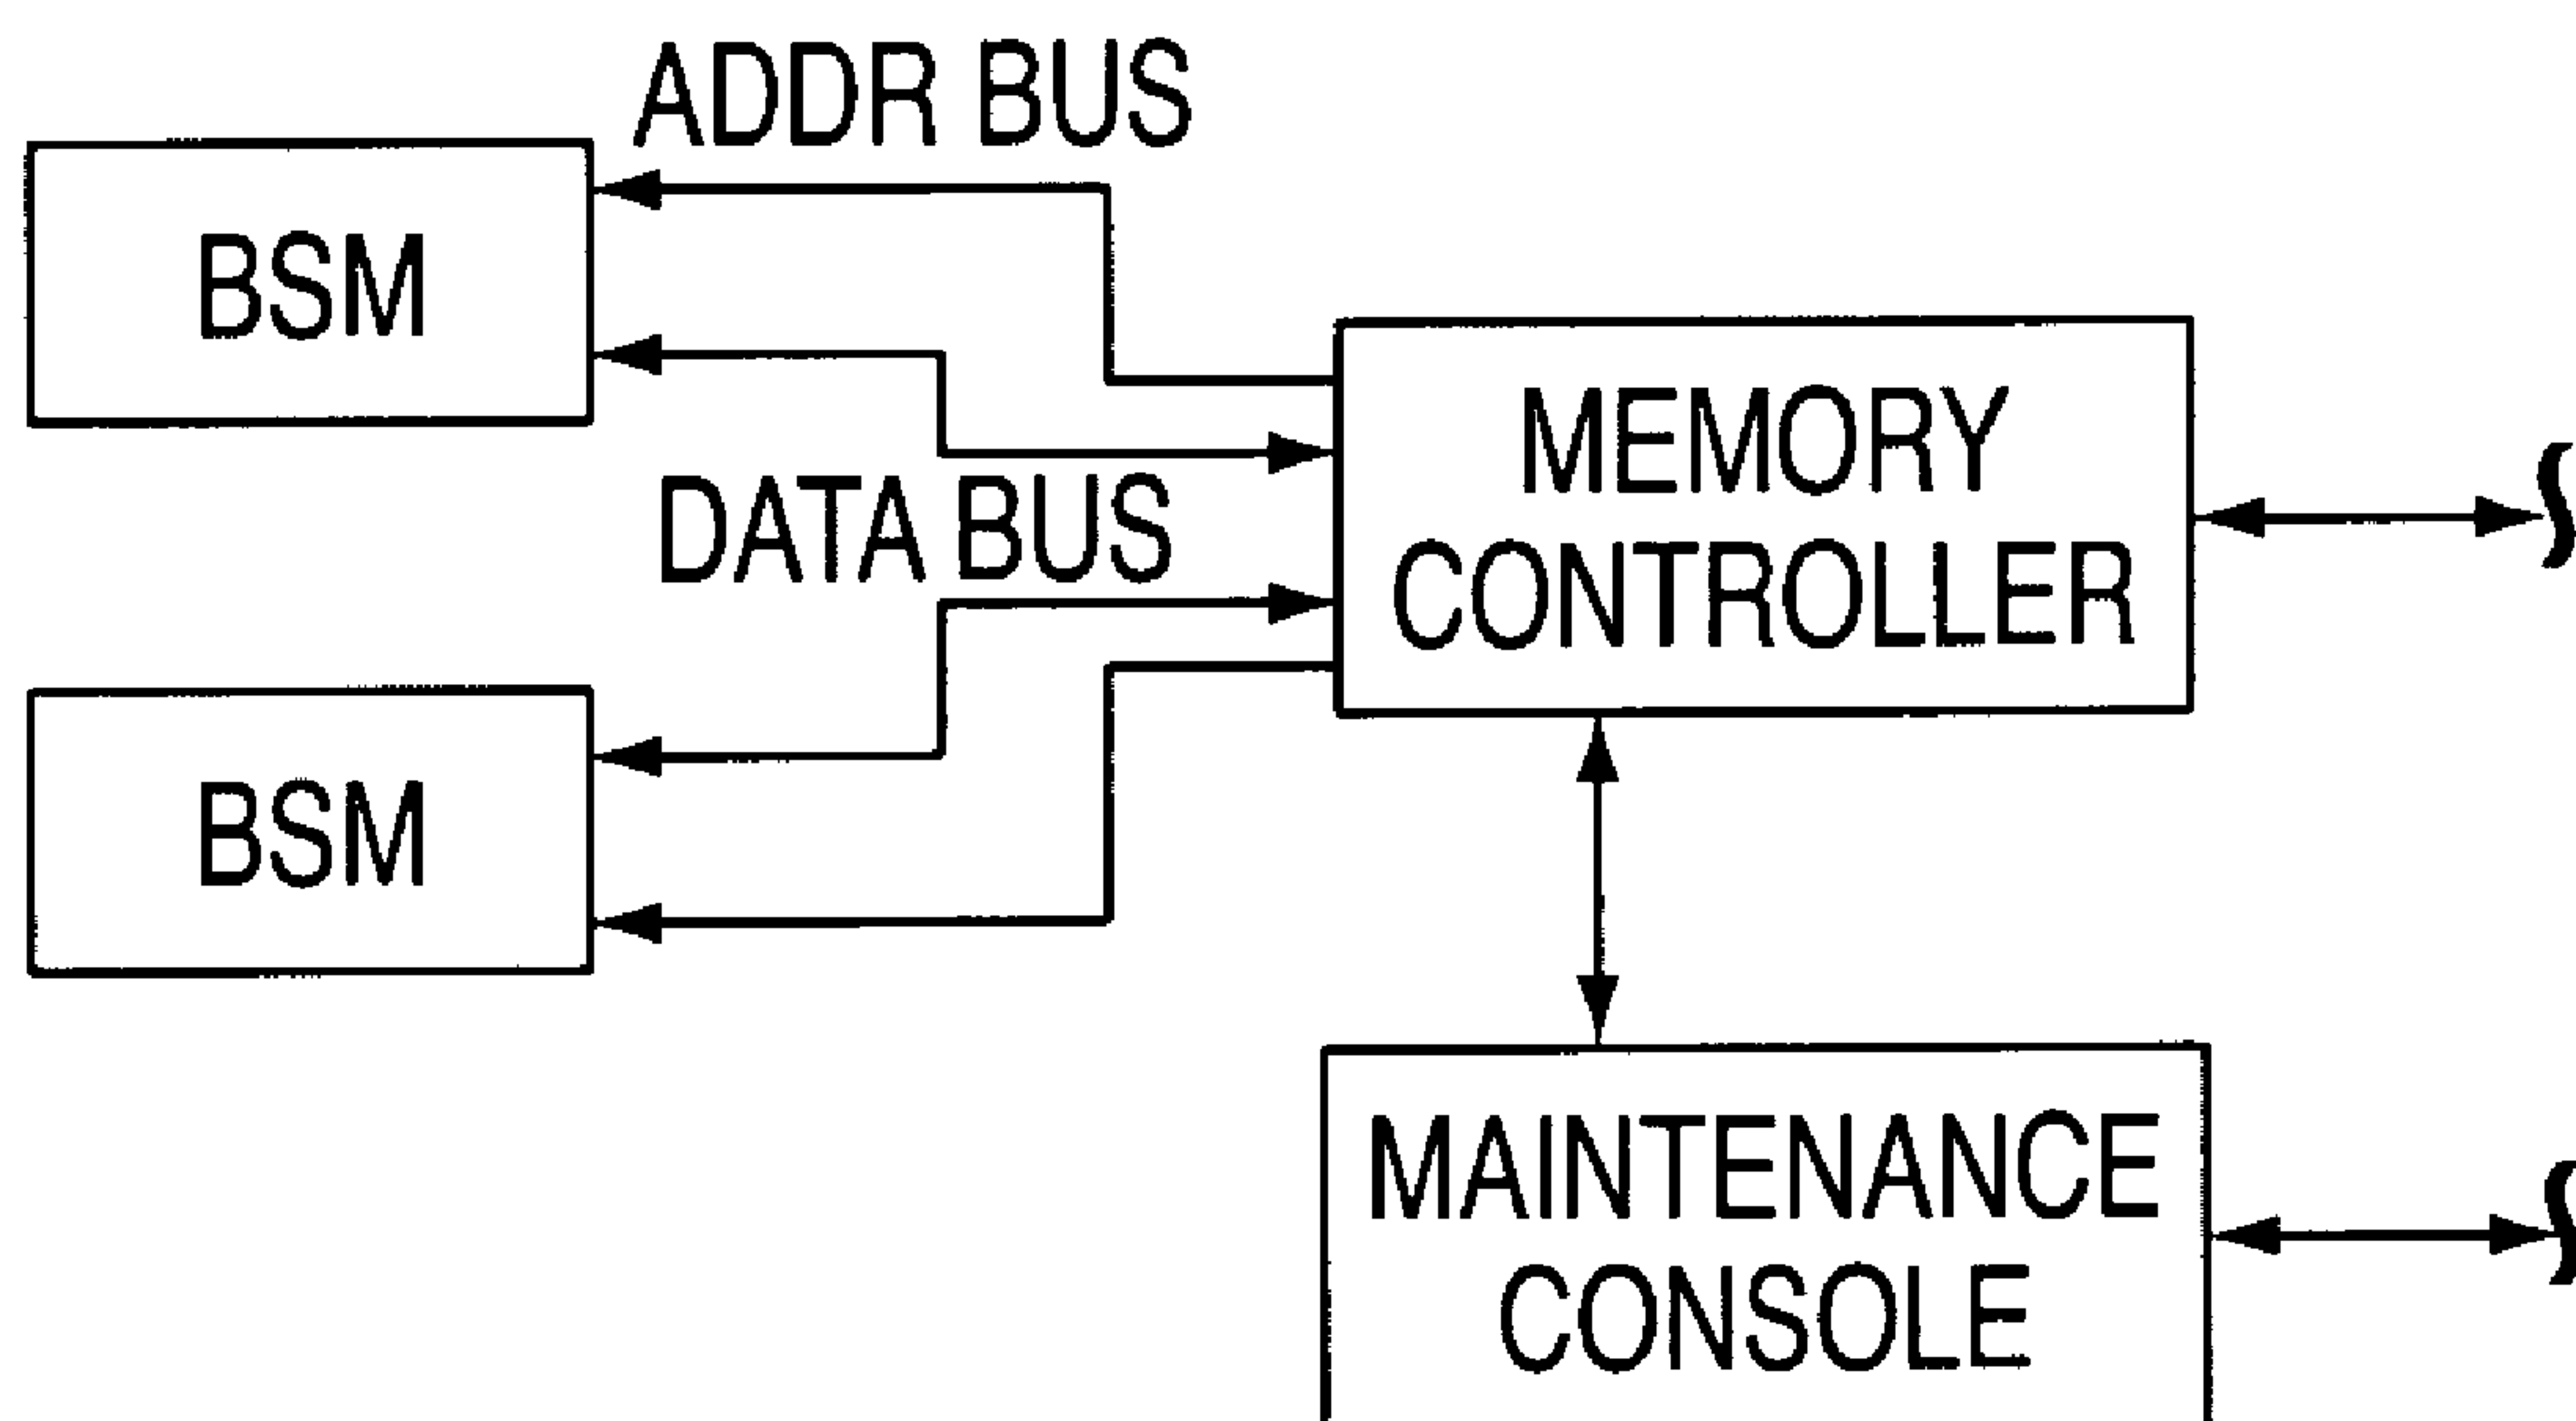 ADDR BUS
BSM
MEMORY
CONTROLLER
DATA BUS
BSM
MAINTENANCE
CONSOLE